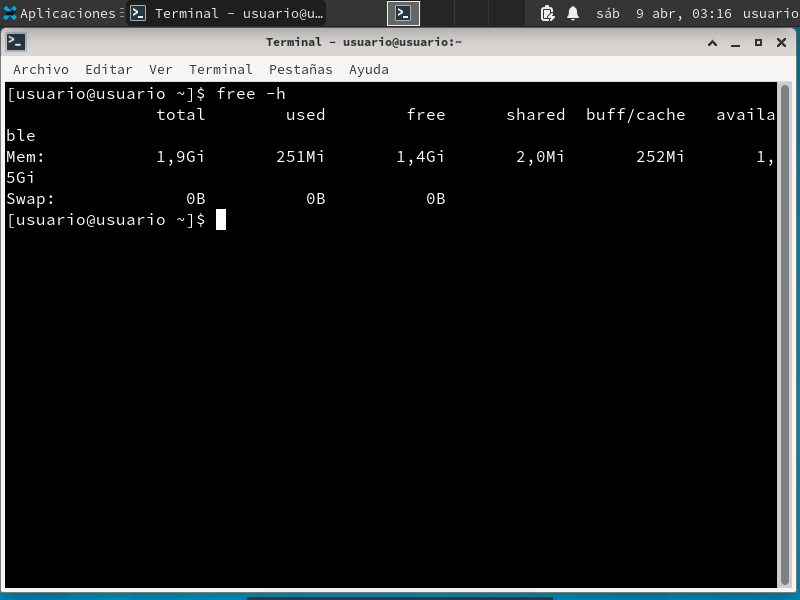 Aplicaciones
Terminal - usuario@u...
sáb 9 abr, 03:16 usuario
Terminal - usuario@usuario:~
Archivo Editar Ver Terminal Pestañas Ayuda
[usuario@usuario ~]$ free -h
total used free shared buff/cache availa
ble
Mem: 1,9Gi 251Mi 1,4Gi 2,0Mi 252Mi 1,
5Gi
Swap: 0B 0B 0B
[usuario@usuario ~]$